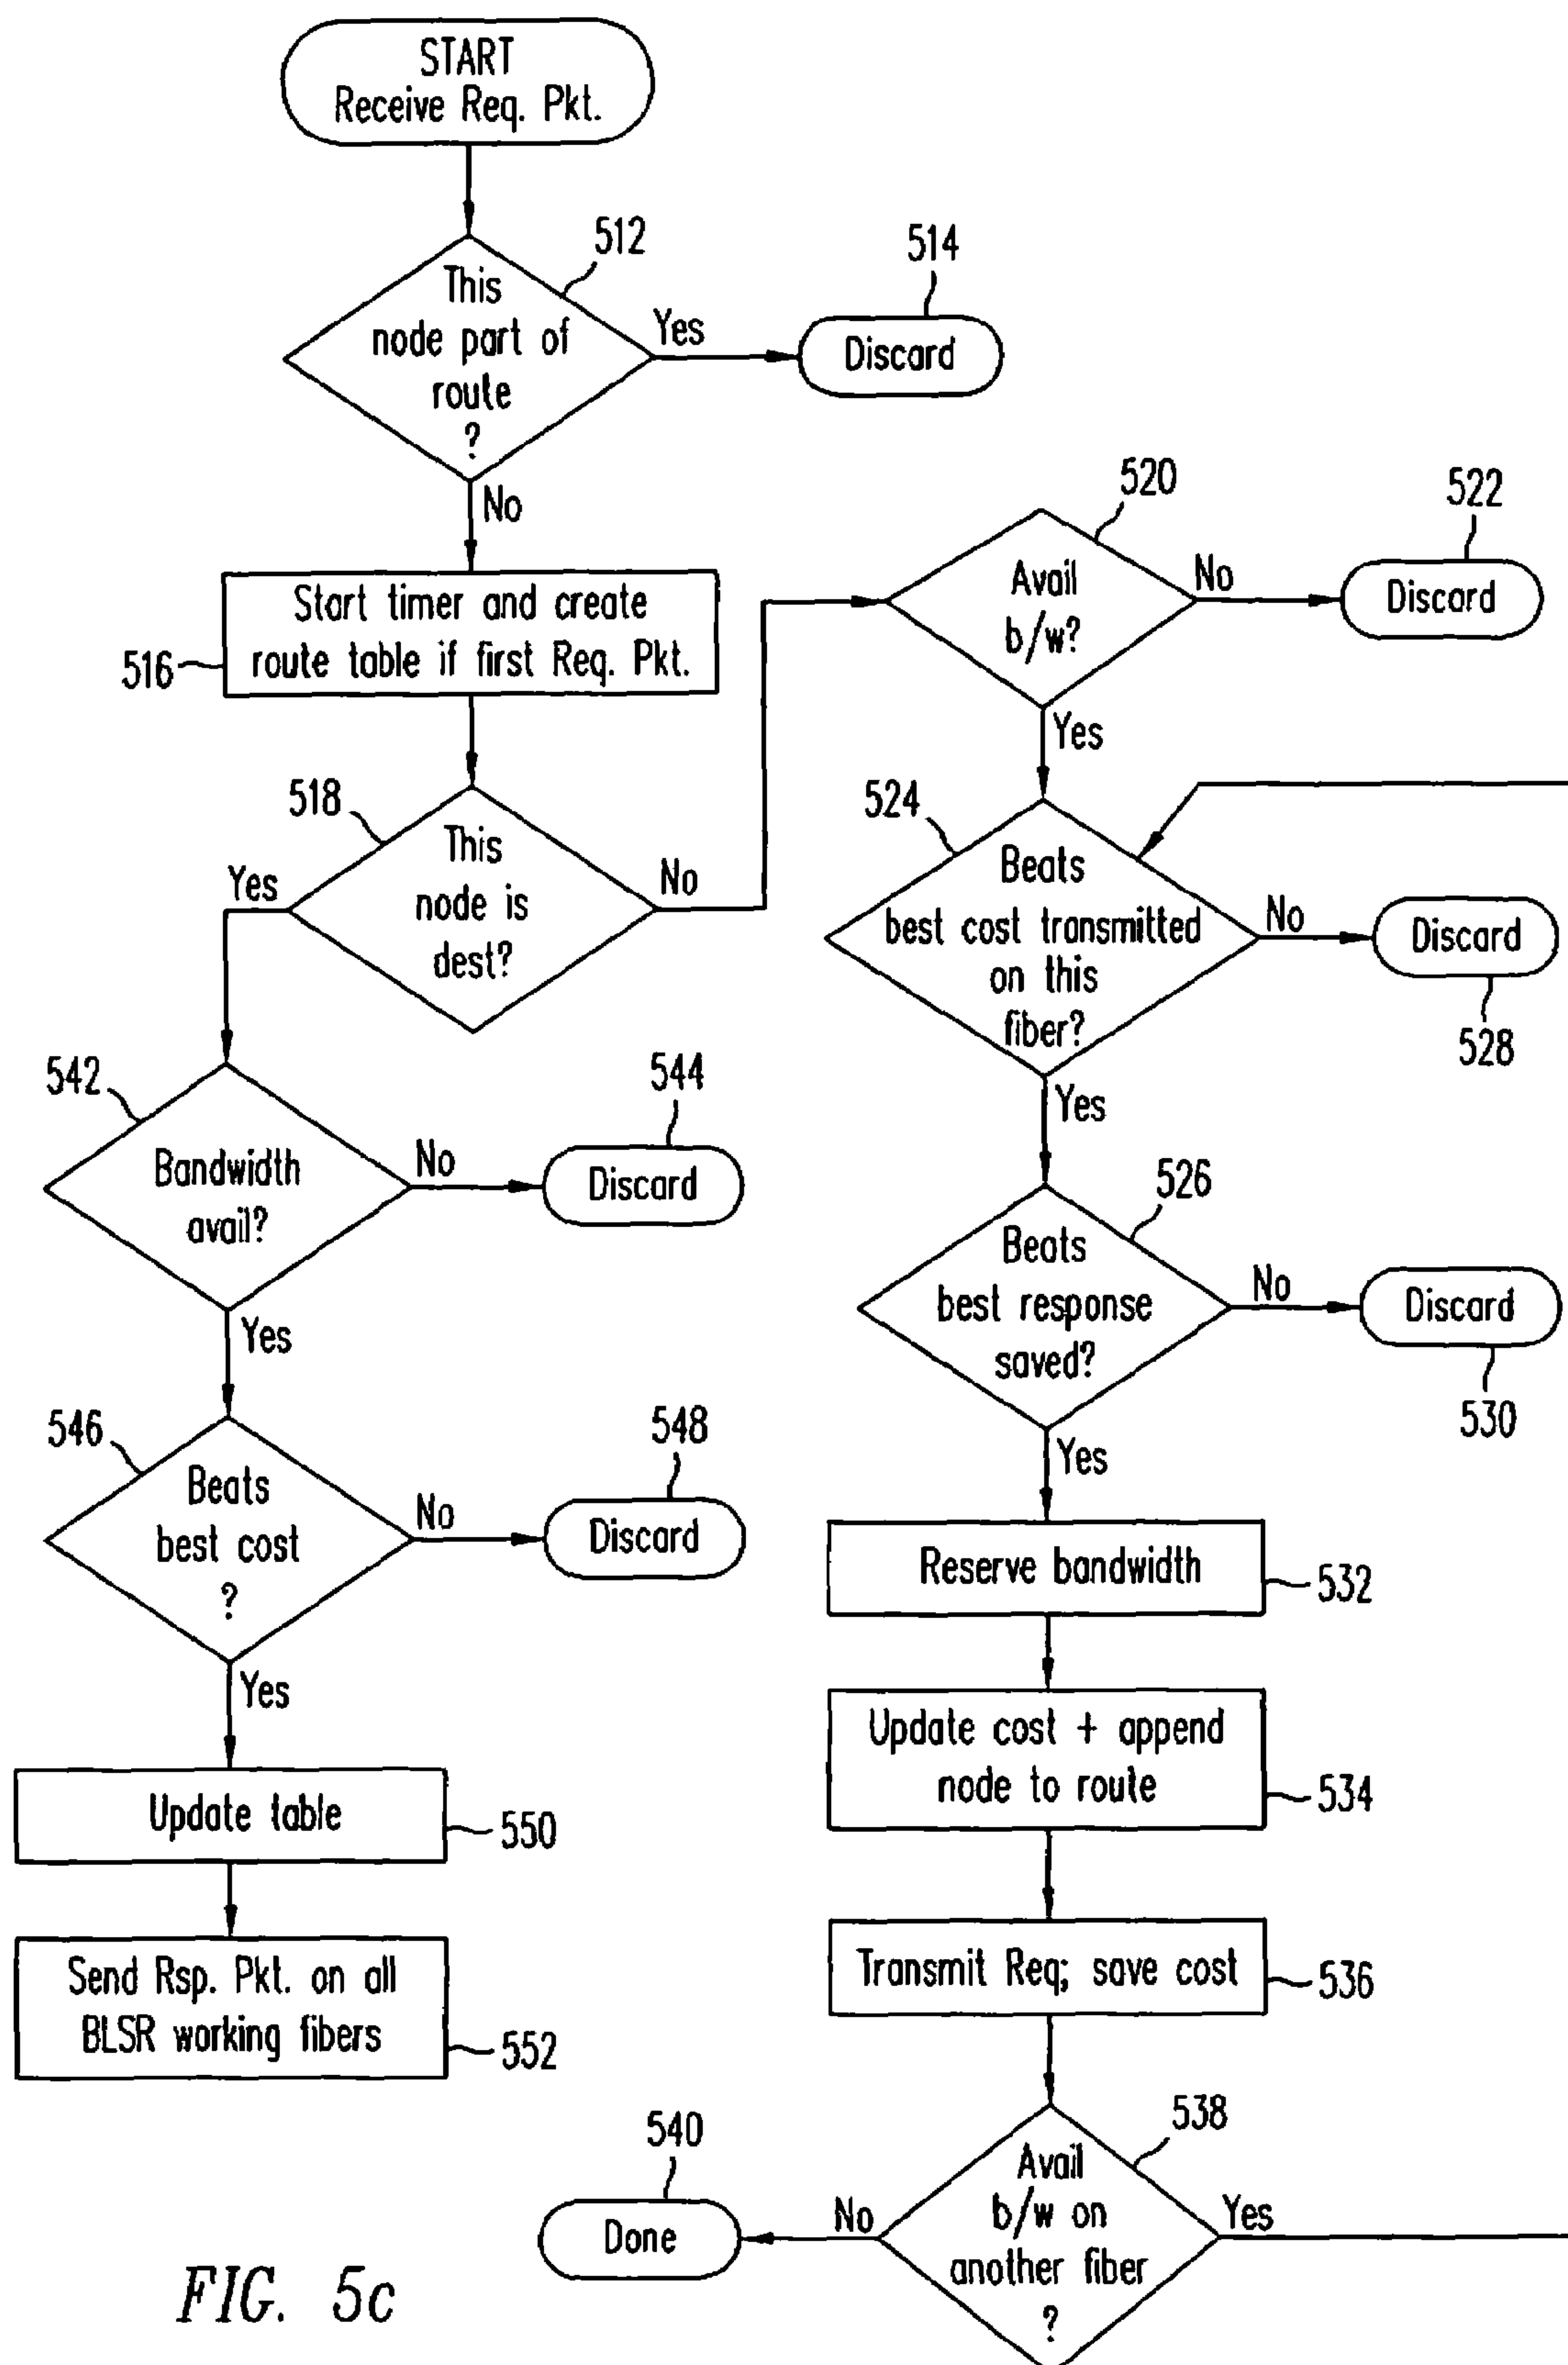 START
Receive Req. Pkt.
512
This
node part of
route
?
Yes
514
Discard
No
516
Start timer and create
route table if first Req. Pkt.
518
This
node is
dest?
Yes
No
520
Avail
b/w?
No
522
Discard
Yes
524
Beats
best cost transmitted
on this
fiber?
No
Discard
528
Yes
526
Beats
best response
saved?
No
Discard
530
Yes
Reserve bandwidth
532
Update cost + append
node to route
534
Transmit Req; save cost
536
538
Avail
b/w on
another fiber
?
Yes
No
540
Done
542
Bandwidth
avail?
No
544
Discard
Yes
546
Beats
best cost
?
No
548
Discard
Yes
Update table
550
Send Rsp. Pkt. on all
BLSR working fibers
552
FIG. 5c